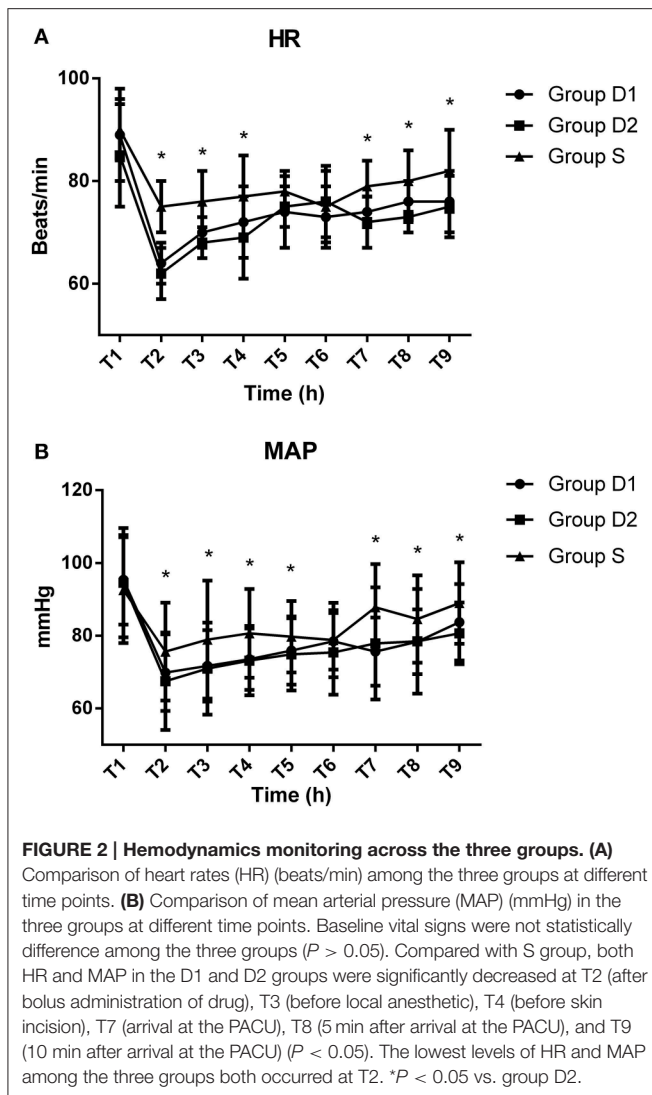 A
HR
100
80
60
Beats/min
* * * * * * *
Group D1
Group D2
Group S
T1 T2 T3 T4 T5 T6 T7 T8 T9
Time (h)
B
MAP
120
100
80
60
mmHg
* * * * * * *
Group D1
Group D2
Group S
T1 T2 T3 T4 T5 T6 T7 T8 T9
Time (h)
FIGURE 2 | Hemodynamics monitoring across the three groups. (A)
Comparison of heart rates (HR) (beats/min) among the three groups at different
time points. (B) Comparison of mean arterial pressure (MAP) (mmHg) in the
three groups at different time points. Baseline vital signs were not statistically
difference among the three groups (P > 0.05). Compared with S group, both
HR and MAP in the D1 and D2 groups were significantly decreased at T2 (after
bolus administration of drug), T3 (before local anesthetic), T4 (before skin
incision), T7 (arrival at the PACU), T8 (5 min after arrival at the PACU), and T9
(10 min after arrival at the PACU) (P < 0.05). The lowest levels of HR and MAP
among the three groups both occurred at T2. *P < 0.05 vs. group D2.